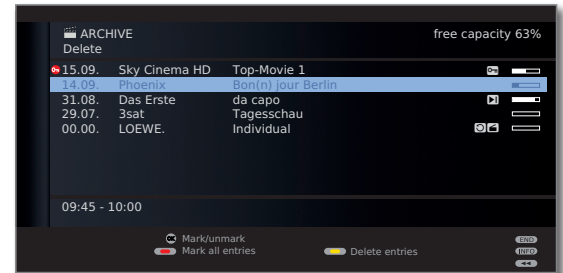 ARCHIVE free capacity 63%
Delete
15.09. Sky Cinema HD Top-Movie 1
14.09. Phoenix Bon(n) jour Berlin
31.08. Das Erste da capo
29.07. 3sat Tagesschau
00.00. LOEWE. Individual
09:45 - 10:00
OK Mark/unmark END
Mark all entries Delete entries INFO